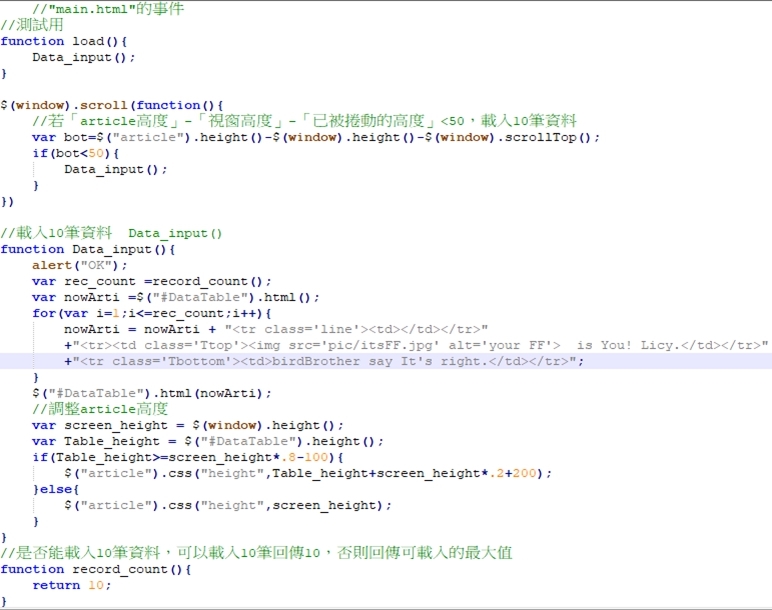 //"main.html"的事件
//測試用
function load(){
Data_input();
}
$(window).scroll(function(){
//若「article高度」-「視窗高度」-「已被捲動的高度」<50，載入10筆資料
var bot=$("article").height()-$(window).height()-$(window).scrollTop();
if(bot<50){
Data_input();
}
})
//載入10筆資料  Data_input()
function Data_input(){
alert("OK");
var rec_count =record_count();
var nowArti =$("#DataTable").html();
for(var i=1;i<=rec_count;i++){
nowArti = nowArti + "<tr class='line'><td></td></tr>"
+"<tr><td class='Ttop'><img src='pic/itsFF.jpg' alt='your FF'>  is You! Licy.</td></tr>"
+"<tr class='Tbottom'><td>birdBrother say It's right.</td></tr>";
}
$("#DataTable").html(nowArti);
//調整article高度
var screen_height = $(window).height();
var Table_height = $("#DataTable").height();
if(Table_height>=screen_height*.8-100){
$("article").css("height",Table_height+screen_height*.2+200);
}else{
$("article").css("height",screen_height);
}
}
//是否能載入10筆資料，可以載入10筆回傳10，否則回傳可載入的最大值
function record_count(){
return 10;
}